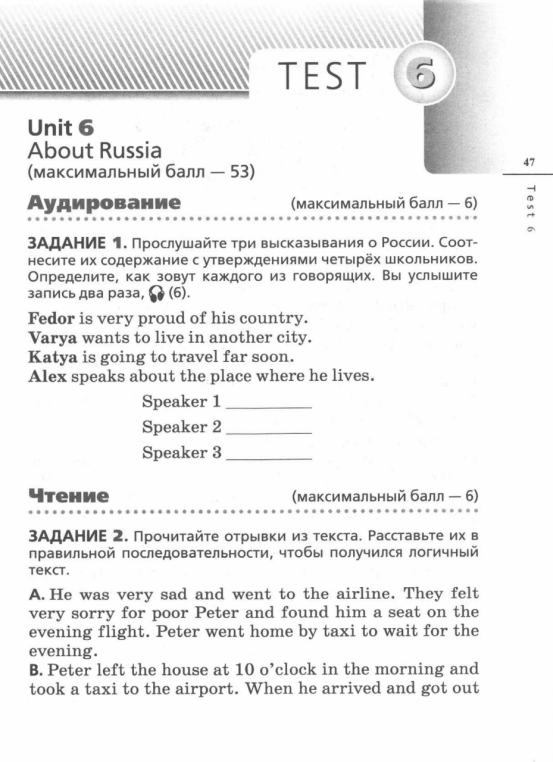 TEST 6
Unit 6
About Russia
(максимальный балл — 53)
47
Test 6
Аудирование (максимальный балл — 6)
ЗАДАНИЕ 1. Прослушайте три высказывания о России. Соот-
несите их содержание с утверждениями четырёх школьников.
Определите, как зовут каждого из говорящих. Вы услышите
запись два раза, (6).
Fedor is very proud of his country.
Varya wants to live in another city.
Katya is going to travel far soon.
Alex speaks about the place where he lives.
Speaker 1 ________
Speaker 2 ________
Speaker 3 ________
Чтение (максимальный балл — 6)
ЗАДАНИЕ 2. Прочитайте отрывки из текста. Расставьте их в
правильной последовательности, чтобы получился логичный
текст.
A. He was very sad and went to the airline. They felt
very sorry for poor Peter and found him a seat on the
evening flight. Peter went home by taxi to wait for the
evening.
B. Peter left the house at 10 o’clock in the morning and
took a taxi to the airport. When he arrived and got out